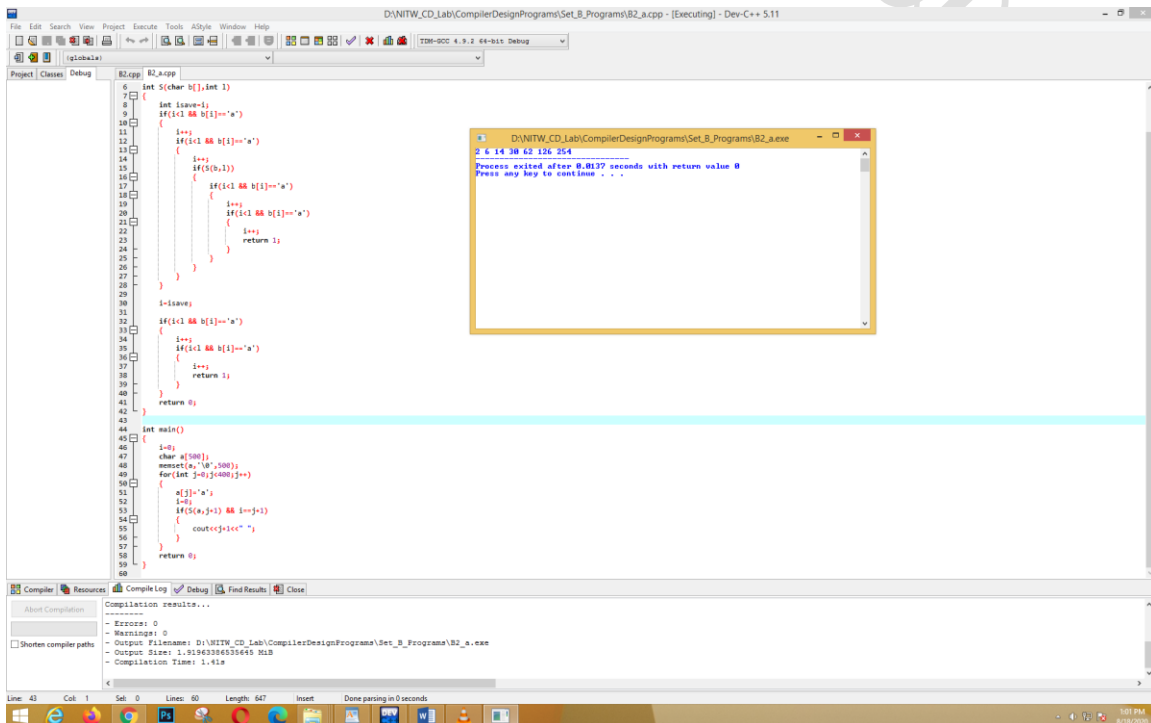 D:\NITW_CD_Lab\CompilerDesignPrograms\Set_B_Programs\B2_a.cpp - [Executing] - Dev-C++ 5.11
File Edit Search View Project Execute Tools AStyle Window Help
TDM-GCC 4.9.2 64-bit Debug
(globals)
Project Classes Debug B2.cpp B2_a.cpp
6 int S(char b[],int l)
7 {
8 int isave=i;
9 if(i<l && b[i]=='a')
10 {
11 i++;
12 if(i<l && b[i]=='a')
13 {
14 i++;
15 if(S(b,l))
16 {
17 if(i<l && b[i]=='a')
18 {
19 i++;
20 if(i<l && b[i]=='a')
21 {
22 i++;
23 return 1;
24 }
25 }
26 }
27 }
28 }
29
30 i=isave;
31
32 if(i<l && b[i]=='a')
33 {
34 i++;
35 if(i<l && b[i]=='a')
36 {
37 i++;
38 return 1;
39 }
40 }
41 return 0;
42 }
43
44 int main()
45 {
46 i=0;
47 char a[500];
48 memset(a,'\0',500);
49 for(int j=0;j<400;j++)
50 {
51 a[j]='a';
52 i=0;
53 if(S(a,j+1) && i==j+1)
54 {
55 cout<<j+1<<" ";
56 }
57 }
58 return 0;
59 }
60
D:\NITW_CD_Lab\CompilerDesignPrograms\Set_B_Programs\B2_a.exe
2 6 14 30 62 126 254
--------------------------------
Process exited after 0.0137 seconds with return value 0
Press any key to continue . . .
Compiler Resources Compile Log Debug Find Results Close
Abort Compilation
Shorten compiler paths
Compilation results...
--------
- Errors: 0
- Warnings: 0
- Output Filename: D:\NITW_CD_Lab\CompilerDesignPrograms\Set_B_Programs\B2_a.exe
- Output Size: 1.91963386535645 MiB
- Compilation Time: 1.41s
Line: 43 Col: 1 Sel: 0 Lines: 60 Length: 647 Insert Done parsing in 0 seconds
1:01 PM
8/19/2020